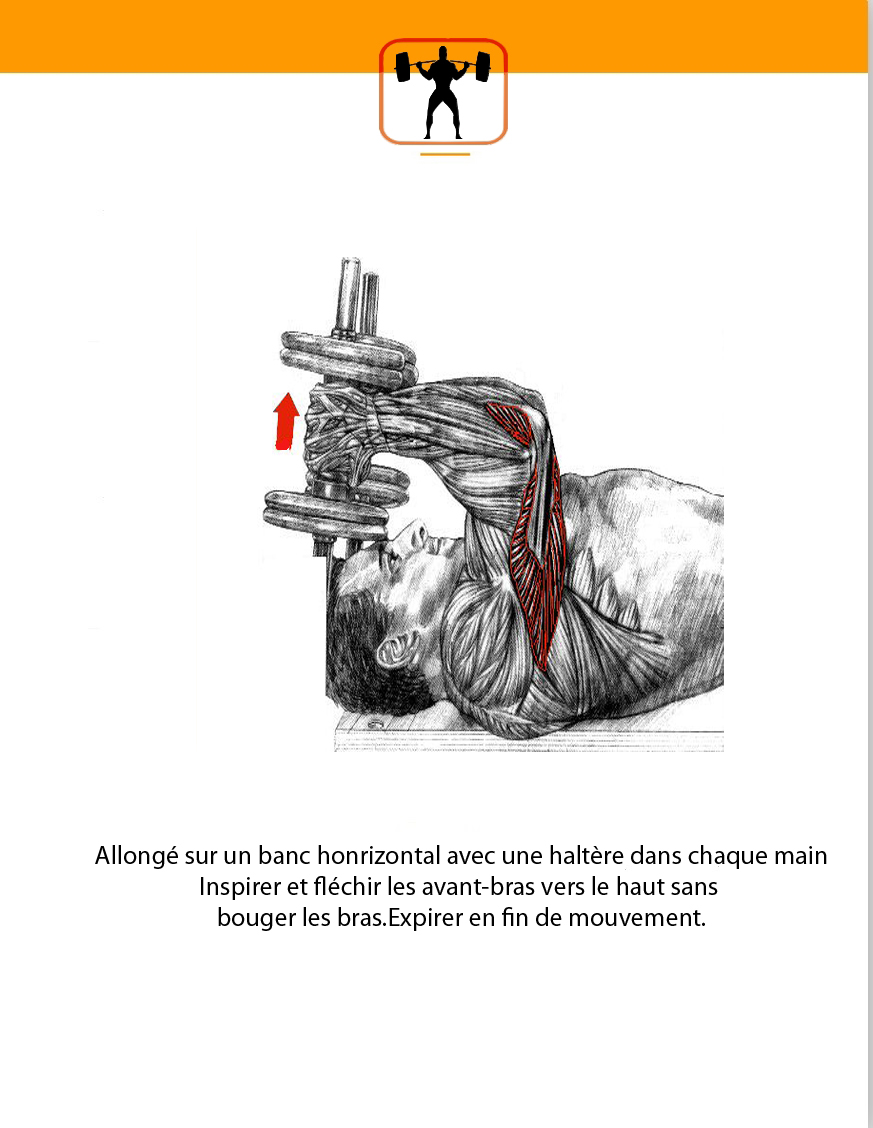 Allongé sur un banc honrizontal avec une haltère dans chaque main
Inspirer et fléchir les avant-bras vers le haut sans
bouger les bras.Expirer en fin de mouvement.